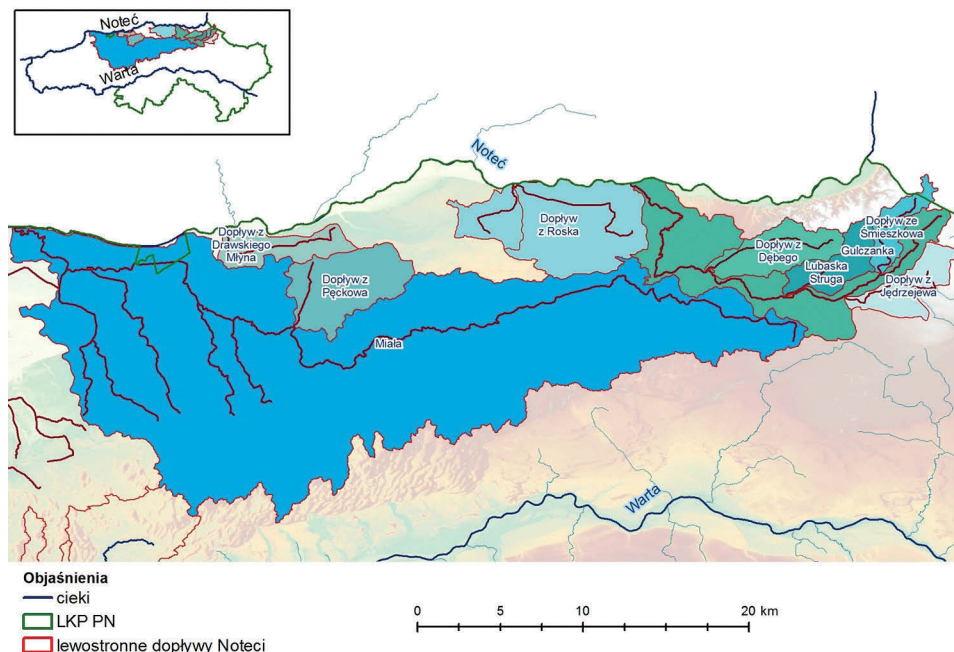 Noteć
Warta
Noteć
Dopływ z
Drawskiego
Młyna
Dopływ z
Pęckowa
Dopływ
z Roska
Dopływ z
Dębego
Dopływ ze
Śmieszkowa
Gulczanka
Lubaska
Struga
Dopływ z
Jędrzejewa
Miała
Warta
Objaśnienia
cieki
LKP PN
lewostronne dopływy Noteci
0 5 10 20 km